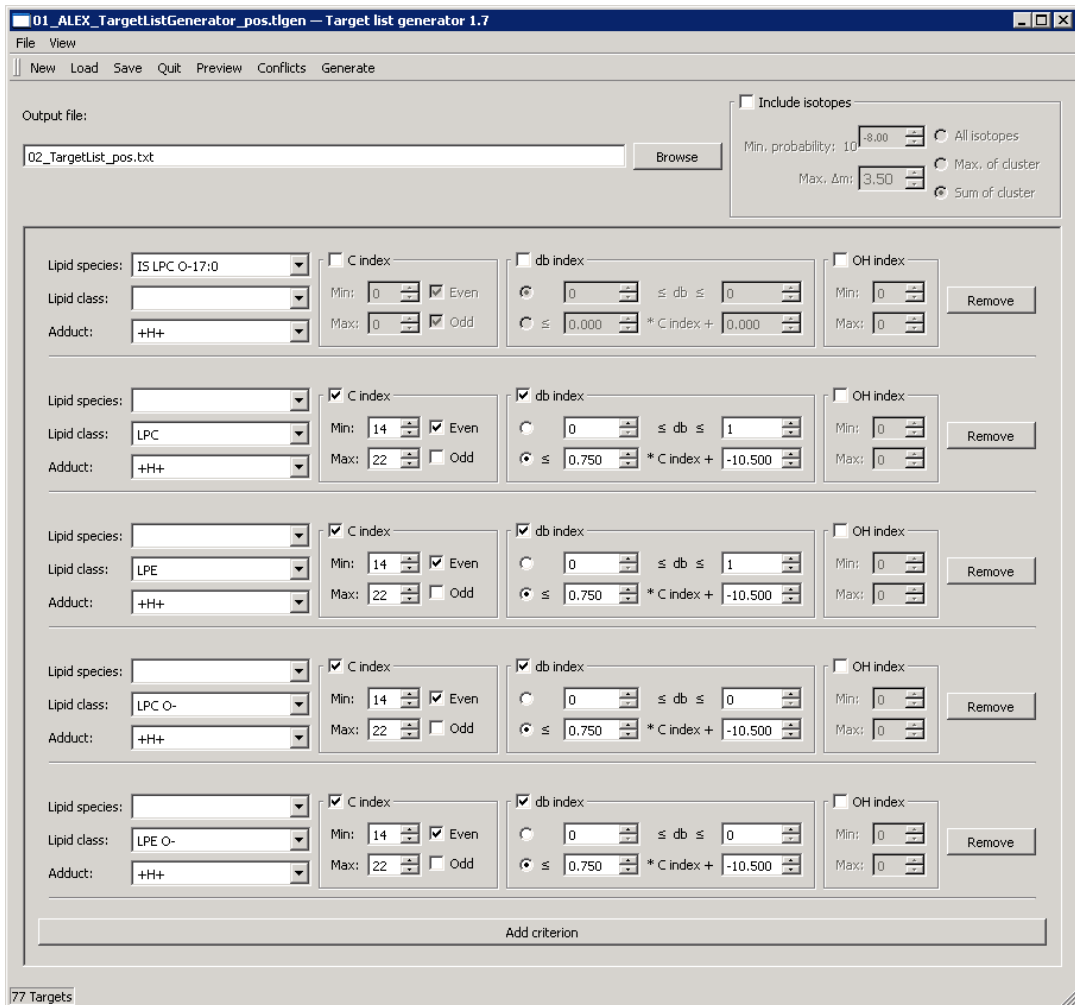 01_ALEX_TargetListGenerator_pos.tlgen — Target list generator 1.7
File View
New Load Save Quit Preview Conflicts Generate
Output file:
02_TargetList_pos.txt
Browse
Include isotopes
Min. probability: 10 -8.00
Max. Δm: 3.50
All isotopes
Max. of cluster
Sum of cluster
Lipid species: IS LPC O-17:0
Lipid class:
Adduct: +H+
C index
Min: 0 Even
Max: 0 Odd
db index
0 ≤ db ≤ 0
≤ 0.000 * C index + 0.000
OH index
Min: 0
Max: 0
Remove
Lipid species:
Lipid class: LPC
Adduct: +H+
C index
Min: 14 Even
Max: 22 Odd
db index
0 ≤ db ≤ 1
≤ 0.750 * C index + -10.500
OH index
Min: 0
Max: 0
Remove
Lipid species:
Lipid class: LPE
Adduct: +H+
C index
Min: 14 Even
Max: 22 Odd
db index
0 ≤ db ≤ 1
≤ 0.750 * C index + -10.500
OH index
Min: 0
Max: 0
Remove
Lipid species:
Lipid class: LPC O-
Adduct: +H+
C index
Min: 14 Even
Max: 22 Odd
db index
0 ≤ db ≤ 0
≤ 0.750 * C index + -10.500
OH index
Min: 0
Max: 0
Remove
Lipid species:
Lipid class: LPE O-
Adduct: +H+
C index
Min: 14 Even
Max: 22 Odd
db index
0 ≤ db ≤ 0
≤ 0.750 * C index + -10.500
OH index
Min: 0
Max: 0
Remove
Add criterion
77 Targets